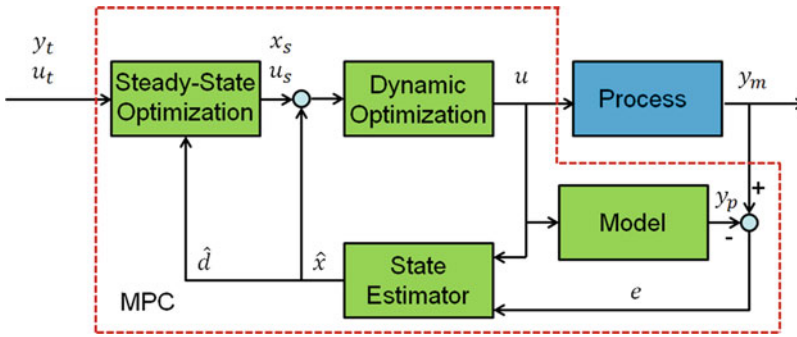 y_t
u_t
Steady-State
Optimization
x_s
u_s
Dynamic
Optimization
u
Process
y_m
+
y_p
-
Model
d̂
x̂
State
Estimator
e
MPC